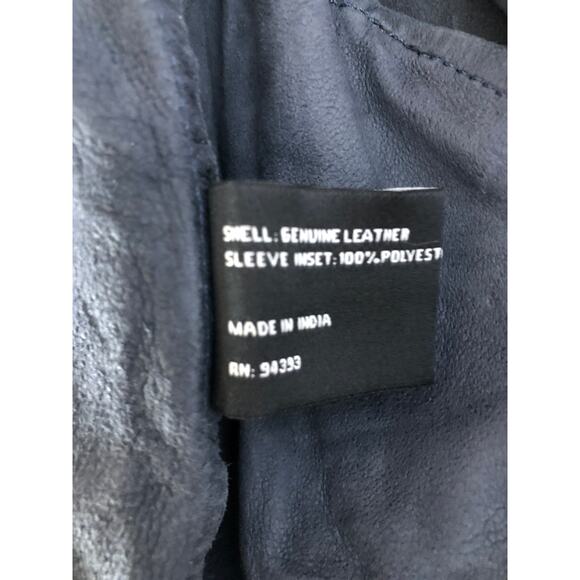 SHELL: GENUINE LEATHER
SLEEVE INSET: 100% POLYEST
MADE IN INDIA
RN: 94393